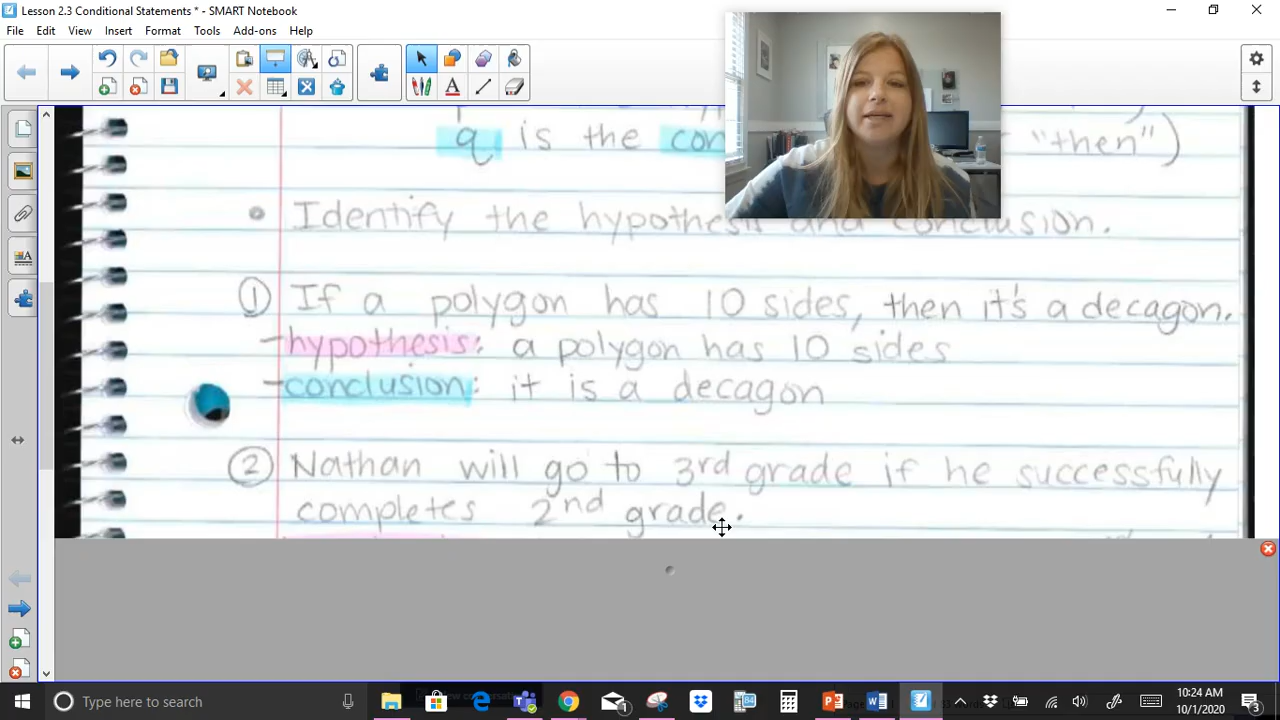 Lesson 2.3 Conditional Statements * - SMART Notebook
File Edit View Insert Format Tools Add-ons Help
q is the con "then")
• Identify the hypothesis and conclusion.
① If a polygon has 10 sides, then it's a decagon.
-hypothesis: a polygon has 10 sides
-conclusion: it is a decagon
② Nathan will go to 3rd grade if he successfully
completes 2nd grade.
Type here to search
10:24 AM
10/1/2020